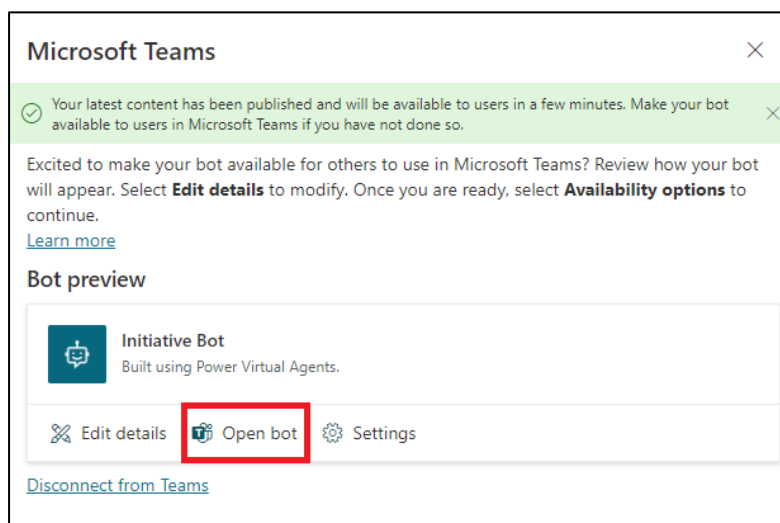 Microsoft Teams
Your latest content has been published and will be available to users in a few minutes. Make your bot
available to users in Microsoft Teams if you have not done so.
Excited to make your bot available for others to use in Microsoft Teams? Review how your bot
will appear. Select Edit details to modify. Once you are ready, select Availability options to
continue.
Learn more
Bot preview
Initiative Bot
Built using Power Virtual Agents.
Edit details Open bot Settings
Disconnect from Teams